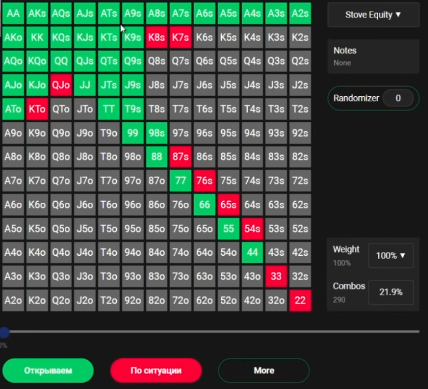 AA AKs AQs AJs ATs A9s A8s A7s A6s A5s A4s A3s A2s
Stove Equity ▼
AKo KK KQs KJs KTs K9s K8s K7s K6s K5s K4s K3s K2s
Notes
None
AQo KQo QQ QJs QTs Q9s Q8s Q7s Q6s Q5s Q4s Q3s Q2s
AJo KJo QJo JJ JTs J9s J8s J7s J6s J5s J4s J3s J2s
Randomizer 0
ATo KTo QTo JTo TT T9s T8s T7s T6s T5s T4s T3s T2s
A9o K9o Q9o J9o T9o 99 98s 97s 96s 95s 94s 93s 92s
A8o K8o Q8o J8o T8o 98o 88 87s 86s 85s 84s 83s 82s
A7o K7o Q7o J7o T7o 97o 87o 77 76s 75s 74s 73s 72s
A6o K6o Q6o J6o T6o 96o 86o 76o 66 65s 64s 63s 62s
A5o K5o Q5o J5o T5o 95o 85o 75o 65o 55 54s 53s 52s
A4o K4o Q4o J4o T4o 94o 84o 74o 64o 54o 44 43s 42s
Weight
100%
100% ▼
A3o K3o Q3o J3o T3o 93o 83o 73o 63o 53o 43o 33 32s
Combos
290
21.9%
A2o K2o Q2o J2o T2o 92o 82o 72o 62o 52o 42o 32o 22
0%
Открываем
По ситуации
More